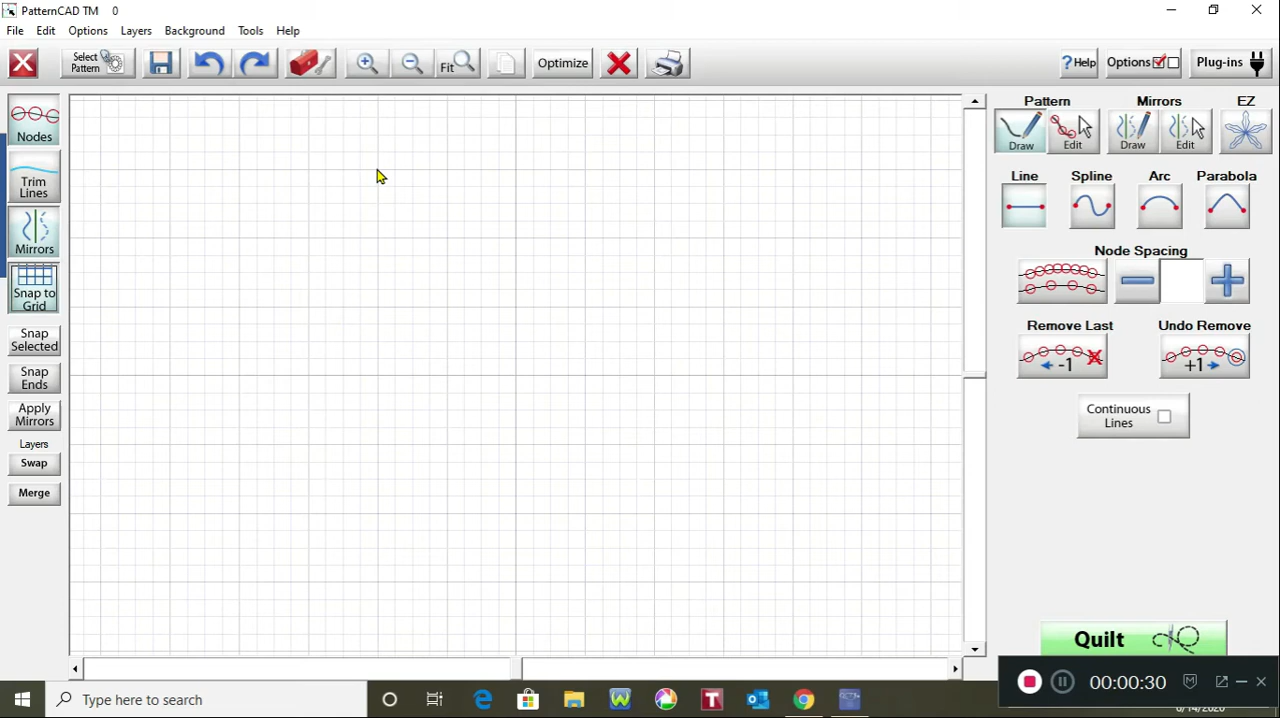 PatternCAD TM 0
File Edit Options Layers Background Tools Help
Select Pattern Fit Optimize ?Help Options Plug-ins
Nodes
Trim Lines
Mirrors
Snap to Grid
Snap Selected
Snap Ends
Apply Mirrors
Layers
Swap
Merge
Pattern Mirrors EZ
Draw Edit Draw Edit
Line Spline Arc Parabola
Node Spacing
Remove Last Undo Remove
-1 +1
Continuous Lines
Quilt
00:00:30
Type here to search
8/14/2020